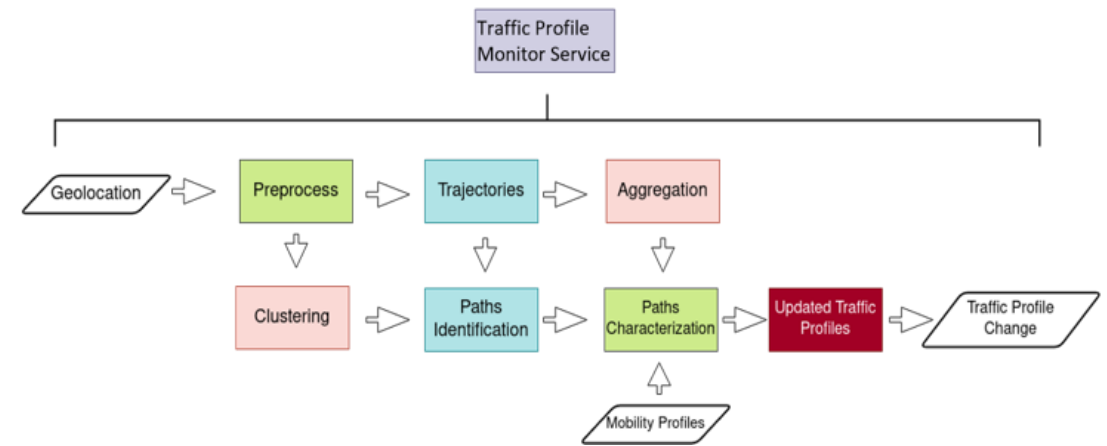 Traffic Profile
Monitor Service
Geolocation
Preprocess
Trajectories
Aggregation
Clustering
Paths
Identification
Paths
Characterization
Updated Traffic
Profiles
Traffic Profile
Change
Mobility Profiles